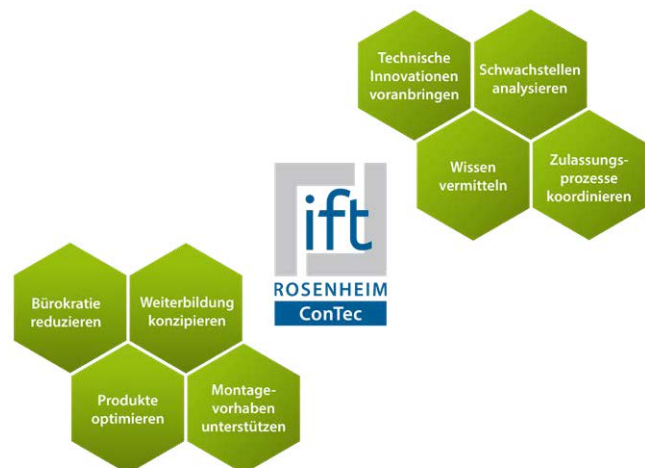 Technische
Innovationen
voranbringen
Schwachstellen
analysieren
Wissen
vermitteln
Zulassungs-
prozesse
koordinieren
ift
ROSENHEIM
ConTec
Bürokratie
reduzieren
Weiterbildung
konzipieren
Produkte
optimieren
Montage-
vorhaben
unterstützen